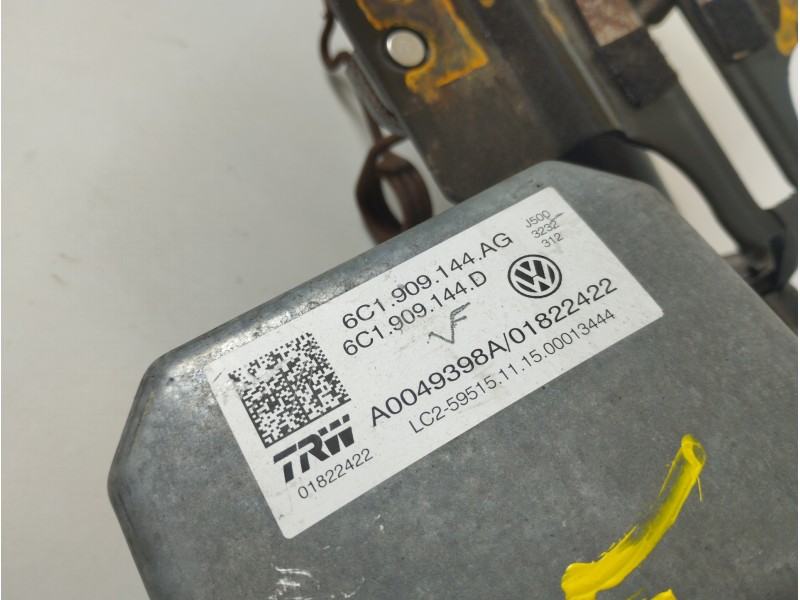 J500
3232
312
6C1.909.144.AG
6C1.909.144.D
VF
A0049398A/01822422
LC2-59515.11.15.00013444
TRW
01822422